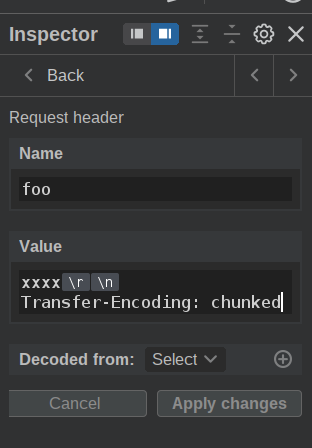 Inspector
Back
Request header
Name
foo
Value
xxxx\r\n
Transfer-Encoding: chunked
Decoded from: Select
Cancel
Apply changes